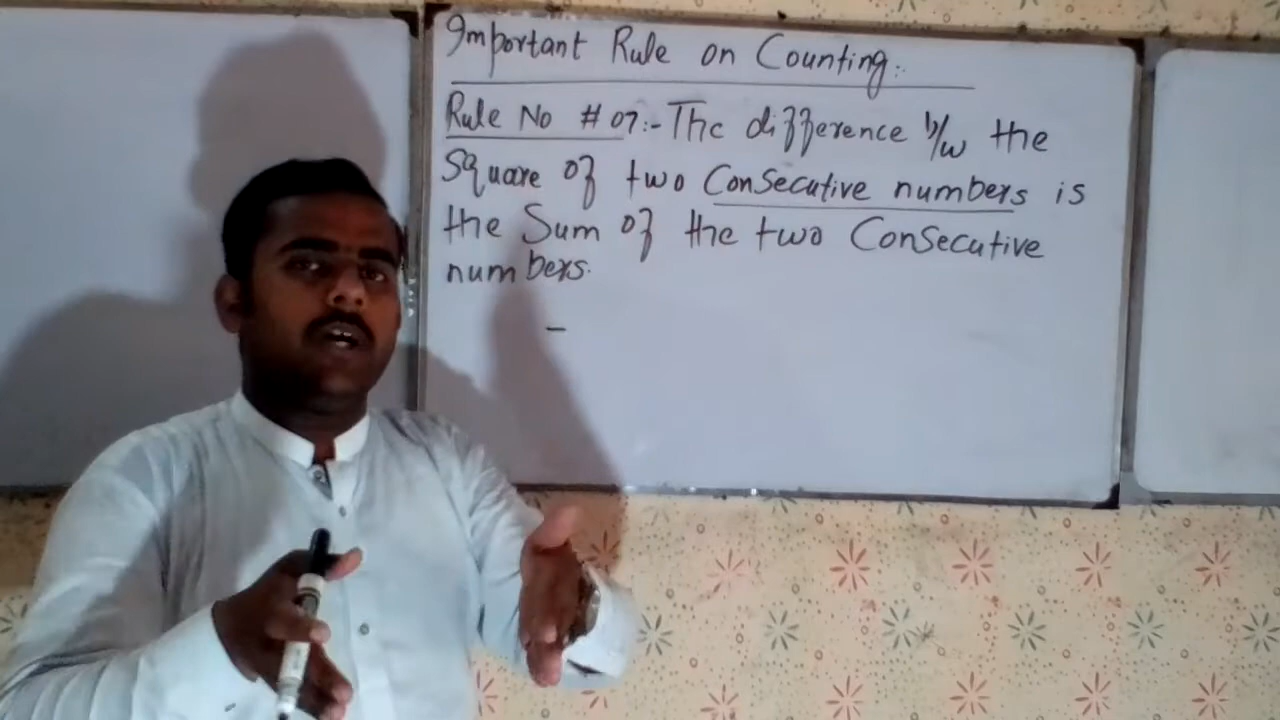 Important Rule on Counting:
Rule No # 07:- The difference b/w the
Square of two Consecutive numbers is
the Sum of the two Consecutive
numbers.
-